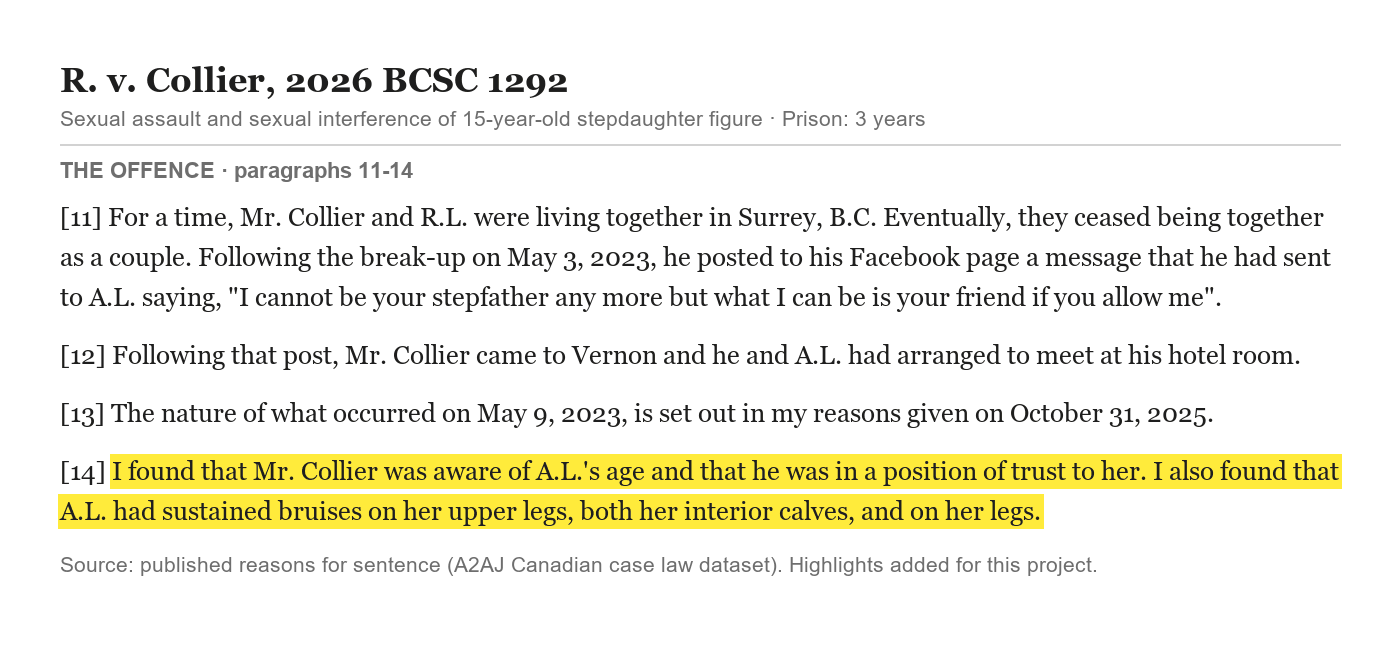 R. v. Collier, 2026 BCSC 1292
Sexual assault and sexual interference of 15-year-old stepdaughter figure · Prison: 3 years
THE OFFENCE · paragraphs 11-14
[11] For a time, Mr. Collier and R.L. were living together in Surrey, B.C. Eventually, they ceased being together
as a couple. Following the break-up on May 3, 2023, he posted to his Facebook page a message that he had sent
to A.L. saying, "I cannot be your stepfather any more but what I can be is your friend if you allow me".
[12] Following that post, Mr. Collier came to Vernon and he and A.L. had arranged to meet at his hotel room.
[13] The nature of what occurred on May 9, 2023, is set out in my reasons given on October 31, 2025.
[14] I found that Mr. Collier was aware of A.L.'s age and that he was in a position of trust to her. I also found that
A.L. had sustained bruises on her upper legs, both her interior calves, and on her legs.
Source: published reasons for sentence (A2AJ Canadian case law dataset). Highlights added for this project.